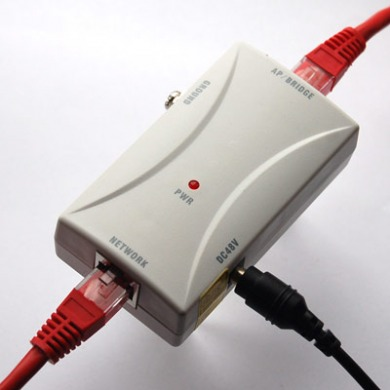 AP/BRIDGE
GROUND
PWR
NETWORK
DC48V